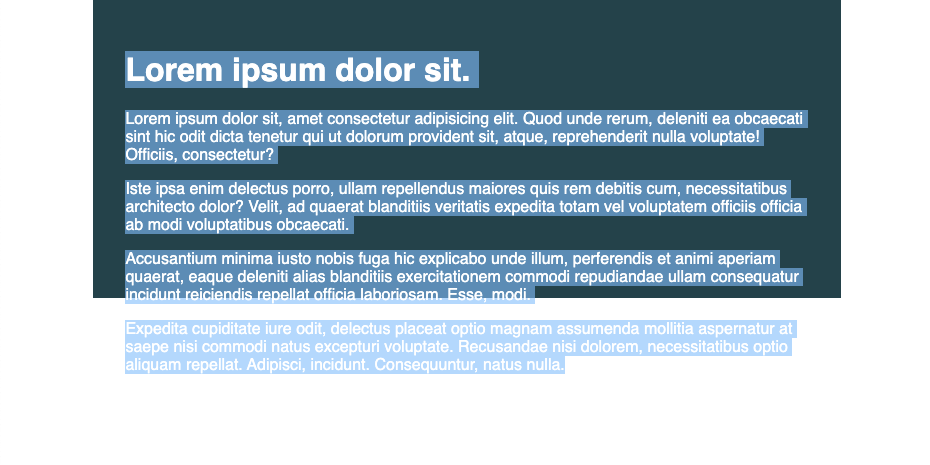 Lorem ipsum dolor sit.
Lorem ipsum dolor sit, amet consectetur adipisicing elit. Quod unde rerum, deleniti ea obcaecati
sint hic odit dicta tenetur qui ut dolorum provident sit, atque, reprehenderit nulla voluptate!
Officiis, consectetur?
Iste ipsa enim delectus porro, ullam repellendus maiores quis rem debitis cum, necessitatibus
architecto dolor? Velit, ad quaerat blanditiis veritatis expedita totam vel voluptatem officiis officia
ab modi voluptatibus obcaecati.
Accusantium minima iusto nobis fuga hic explicabo unde illum, perferendis et animi aperiam
quaerat, eaque deleniti alias blanditiis exercitationem commodi repudiandae ullam consequatur
incidunt reiciendis repellat officia laboriosam. Esse, modi.
Expedita cupiditate iure odit, delectus placeat optio magnam assumenda mollitia aspernatur at
saepe nisi commodi natus excepturi voluptate. Recusandae nisi dolorem, necessitatibus optio
aliquam repellat. Adipisci, incidunt. Consequuntur, natus nulla.